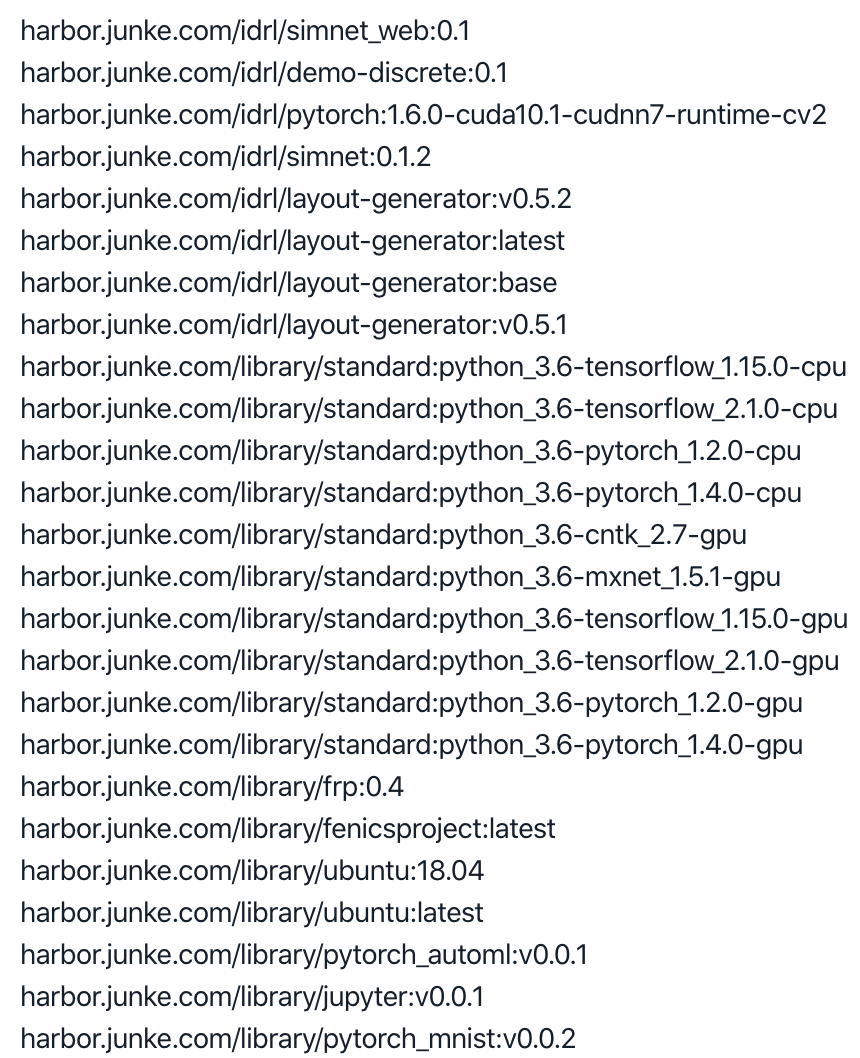 harbor.junke.com/idrl/simnet_web:0.1
harbor.junke.com/idrl/demo-discrete:0.1
harbor.junke.com/idrl/pytorch:1.6.0-cuda10.1-cudnn7-runtime-cv2
harbor.junke.com/idrl/simnet:0.1.2
harbor.junke.com/idrl/layout-generator:v0.5.2
harbor.junke.com/idrl/layout-generator:latest
harbor.junke.com/idrl/layout-generator:base
harbor.junke.com/idrl/layout-generator:v0.5.1
harbor.junke.com/library/standard:python_3.6-tensorflow_1.15.0-cpu
harbor.junke.com/library/standard:python_3.6-tensorflow_2.1.0-cpu
harbor.junke.com/library/standard:python_3.6-pytorch_1.2.0-cpu
harbor.junke.com/library/standard:python_3.6-pytorch_1.4.0-cpu
harbor.junke.com/library/standard:python_3.6-cntk_2.7-gpu
harbor.junke.com/library/standard:python_3.6-mxnet_1.5.1-gpu
harbor.junke.com/library/standard:python_3.6-tensorflow_1.15.0-gpu
harbor.junke.com/library/standard:python_3.6-tensorflow_2.1.0-gpu
harbor.junke.com/library/standard:python_3.6-pytorch_1.2.0-gpu
harbor.junke.com/library/standard:python_3.6-pytorch_1.4.0-gpu
harbor.junke.com/library/frp:0.4
harbor.junke.com/library/fenicsproject:latest
harbor.junke.com/library/ubuntu:18.04
harbor.junke.com/library/ubuntu:latest
harbor.junke.com/library/pytorch_automl:v0.0.1
harbor.junke.com/library/jupyter:v0.0.1
harbor.junke.com/library/pytorch_mnist:v0.0.2